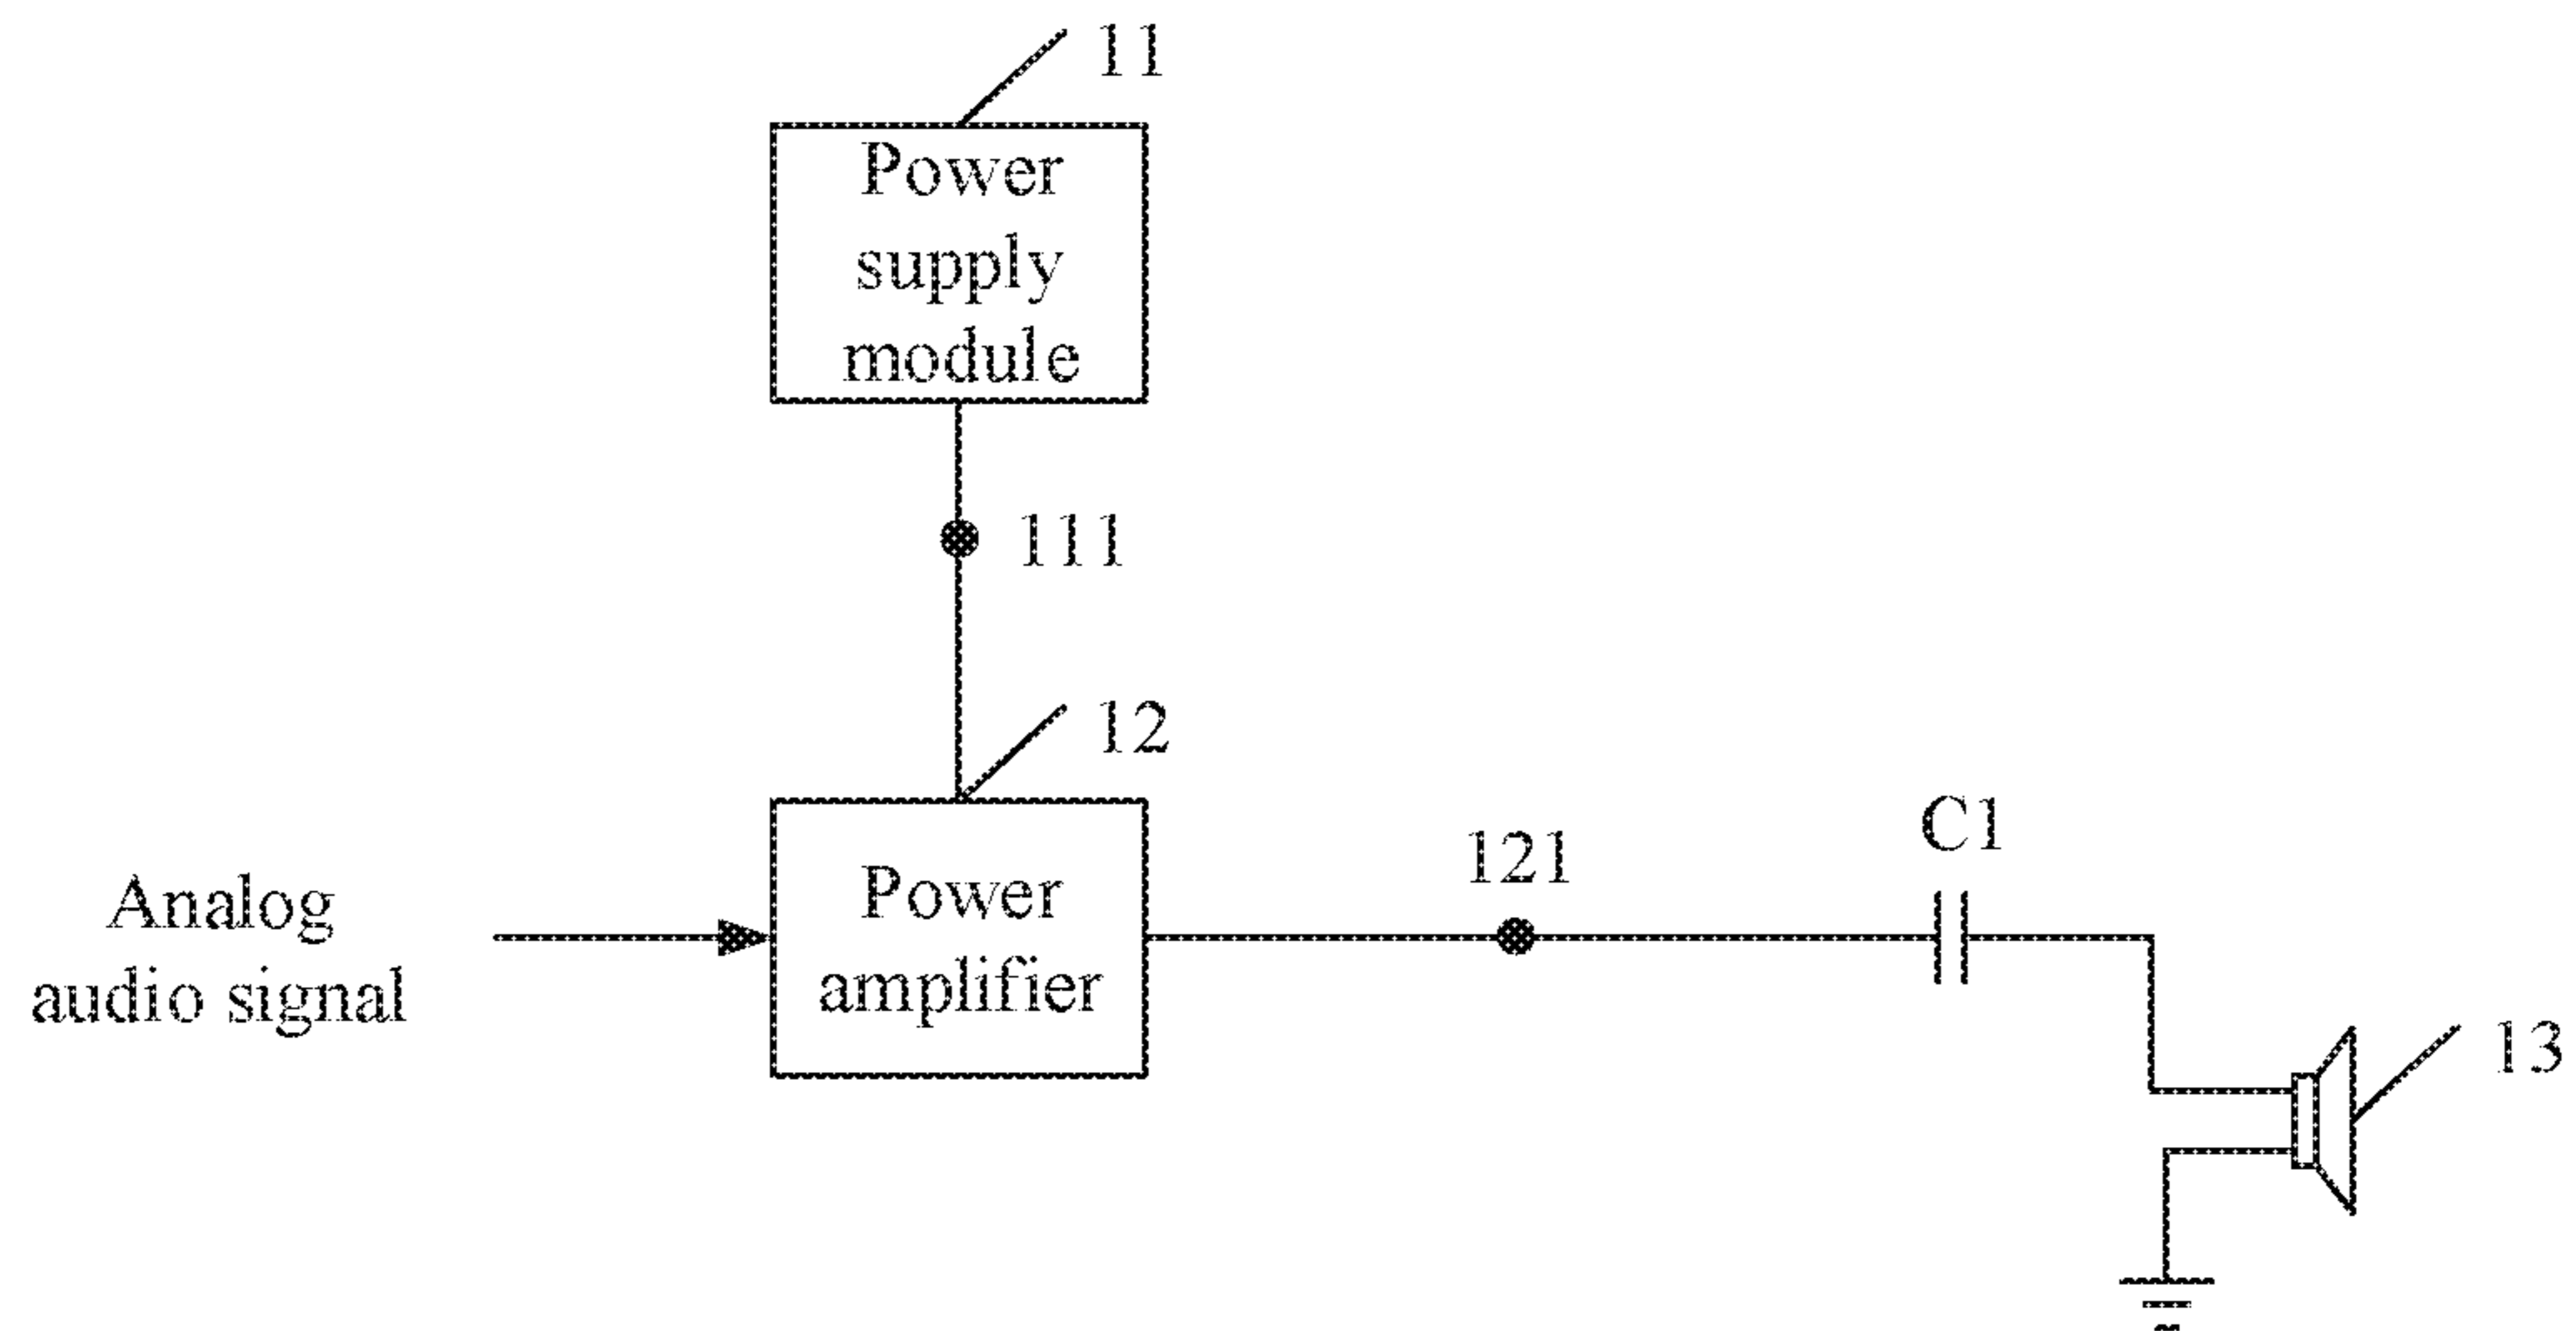 11
Power
supply
module
111
12
Analog
audio signal
Power
amplifier
121
C1
13